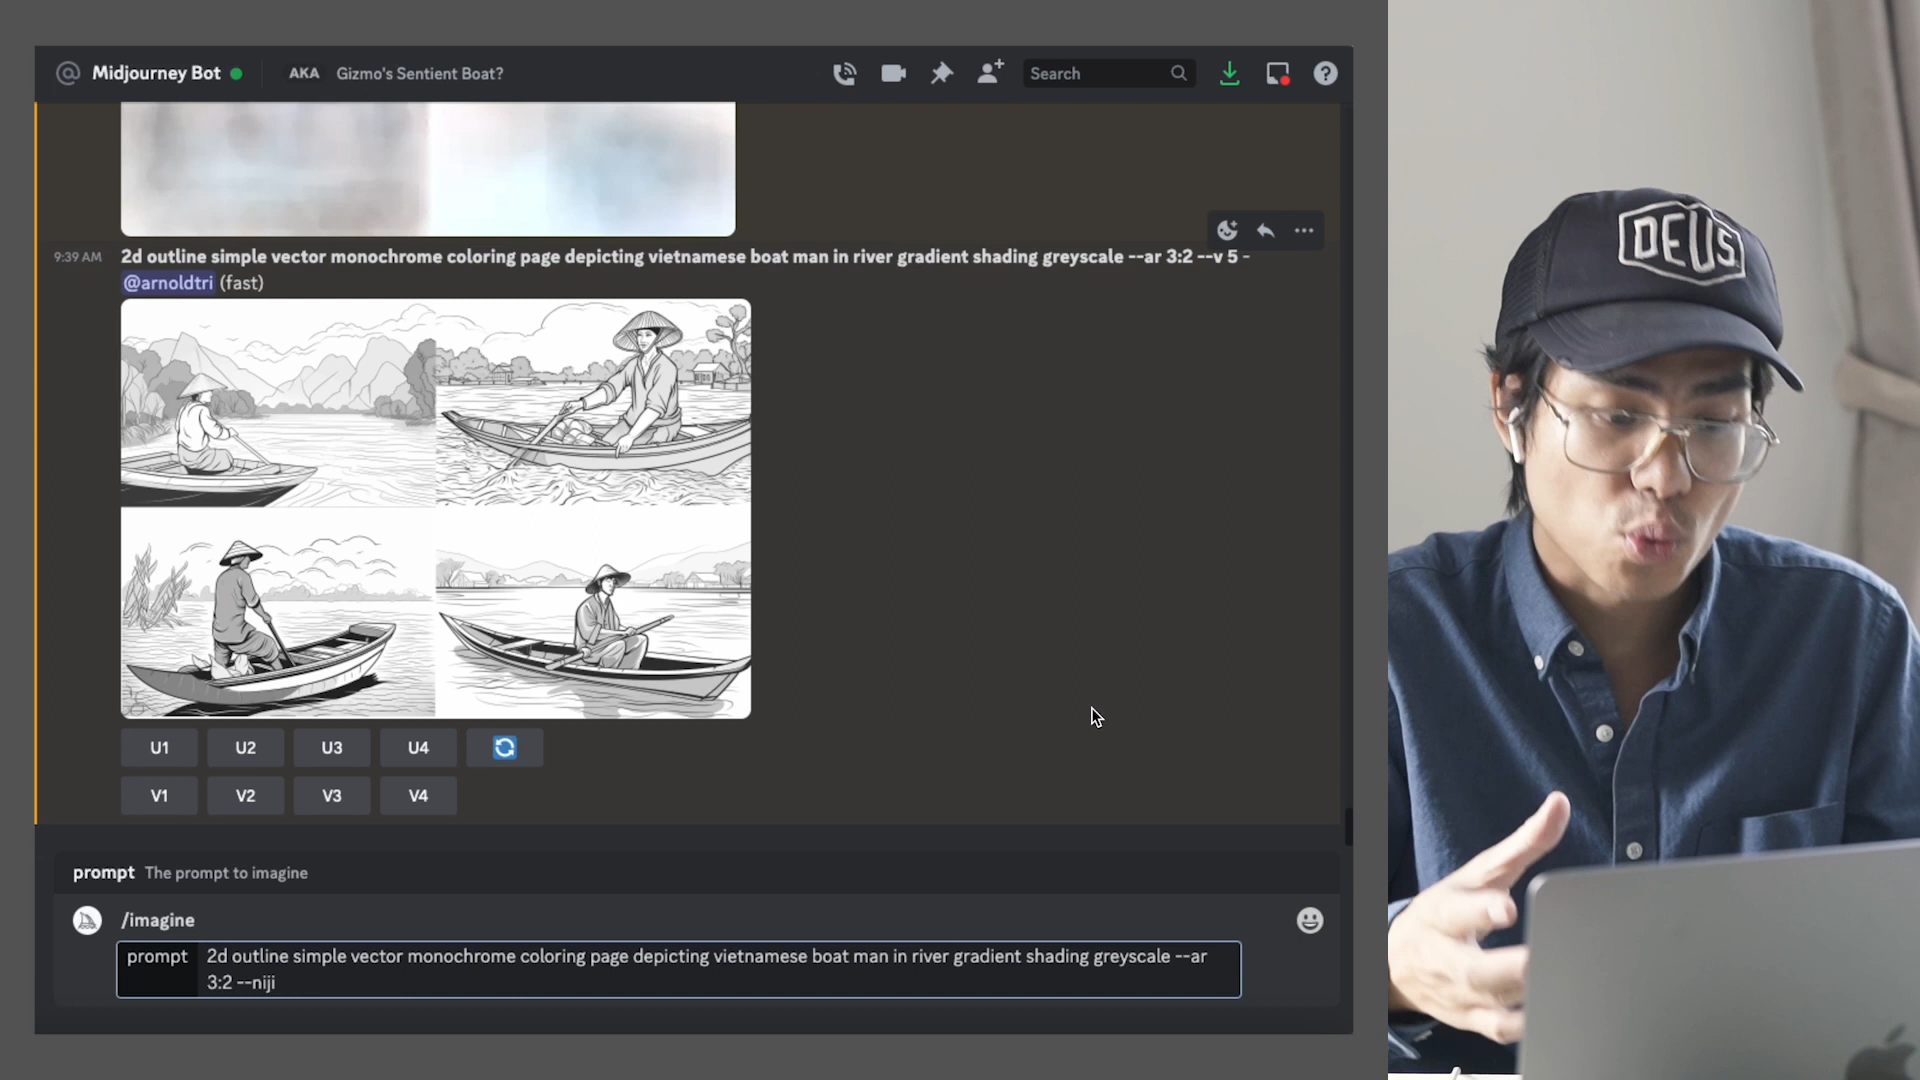 Midjourney Bot AKA Gizmo's Sentient Boat? Search
9:39 AM 2d outline simple vector monochrome coloring page depicting vietnamese boat man in river gradient shading greyscale --ar 3:2 --v 5 -
@arnoldtri (fast)
U1 U2 U3 U4
V1 V2 V3 V4
prompt The prompt to imagine
/imagine
prompt 2d outline simple vector monochrome coloring page depicting vietnamese boat man in river gradient shading greyscale --ar
3:2 --niji
DEUS